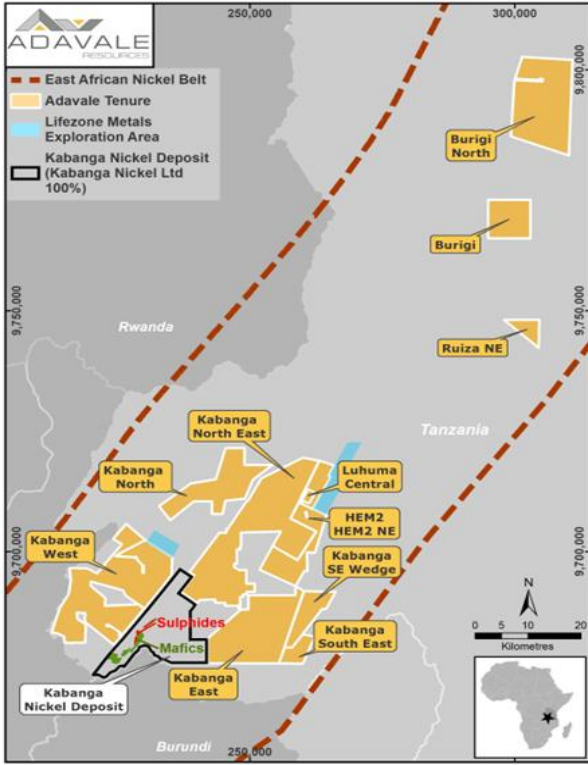 250,000
300,000
ADAVALE
RESOURCES
East African Nickel Belt
Adavale Tenure
Lifezone Metals
Exploration Area
Kabanga Nickel Deposit
(Kabanga Nickel Ltd
100%)
9,800,000
Burigi
North
Burigi
9,750,000
9,750,000
Rwanda
Ruiza NE
Tanzania
Kabanga
North East
Kabanga
North
Luhuma
Central
HEM2
HEM2 NE
Kabanga
West
Kabanga
SE Wedge
9,700,000
9,700,000
Sulphides
Mafics
Kabanga
South East
Kabanga
East
Kabanga
Nickel Deposit
N
0 5 10 20
Kilometres
Burundi
250,000